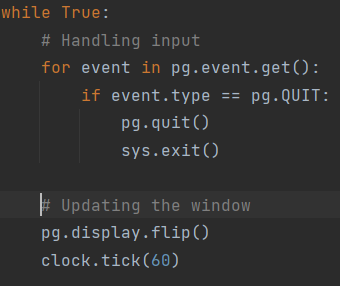 while True:
    # Handling input
    for event in pg.event.get():
        if event.type == pg.QUIT:
            pg.quit()
            sys.exit()

    # Updating the window
    pg.display.flip()
    clock.tick(60)